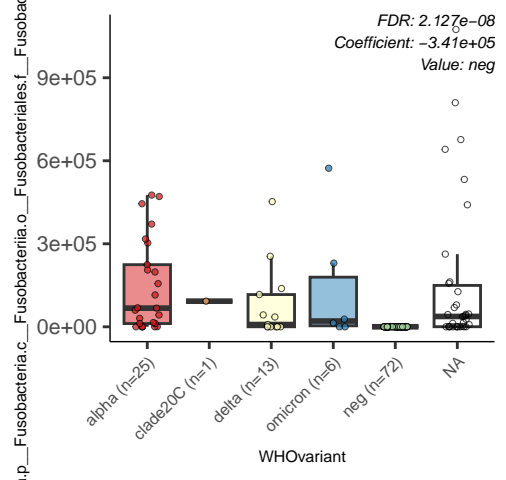 FDR: 2.127e−08
Coefficient: −3.41e+05
Value: neg
.p__Fusobacteria.c__Fusobacteriia.o__Fusobacteriales.f__Fusobac
9e+05
6e+05
3e+05
0e+00
alpha (n=25)
clade20C (n=1)
delta (n=13)
omicron (n=6)
neg (n=72)
NA
WHOvariant